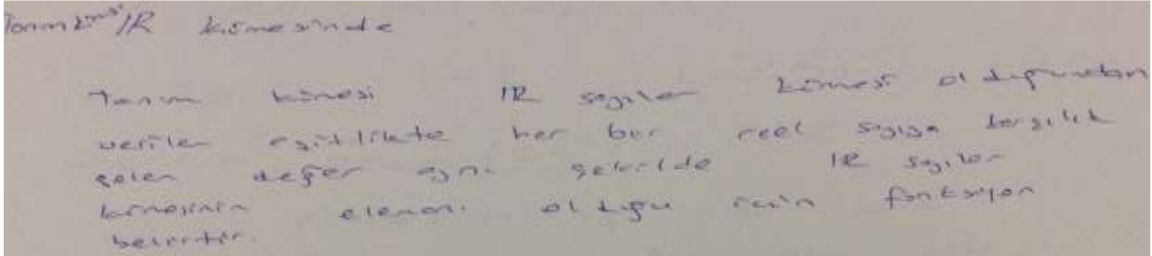 Tanım kümesi IR kümesinde
Tanım kümesi IR sayılar kümesi olduğundan
verilen eşitlikte her bir reel sayıya karşılık
gelen değer aynı şekilde IR sayılar
kümesinin elemanı olduğu için fonksiyon
belirtir.